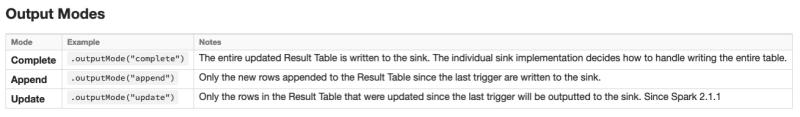 Output Modes
Mode Example Notes
Complete .outputMode("complete") The entire updated Result Table is written to the sink. The individual sink implementation decides how to handle writing the entire table.
Append .outputMode("append") Only the new rows appended to the Result Table since the last trigger are written to the sink.
Update .outputMode("update") Only the rows in the Result Table that were updated since the last trigger will be outputted to the sink. Since Spark 2.1.1